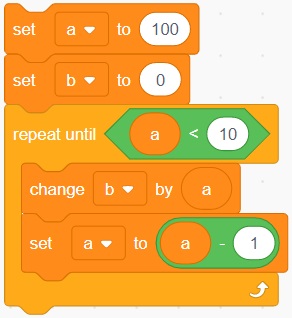 set a to 100
set b to 0
repeat until a < 10
change b by a
set a to a - 1